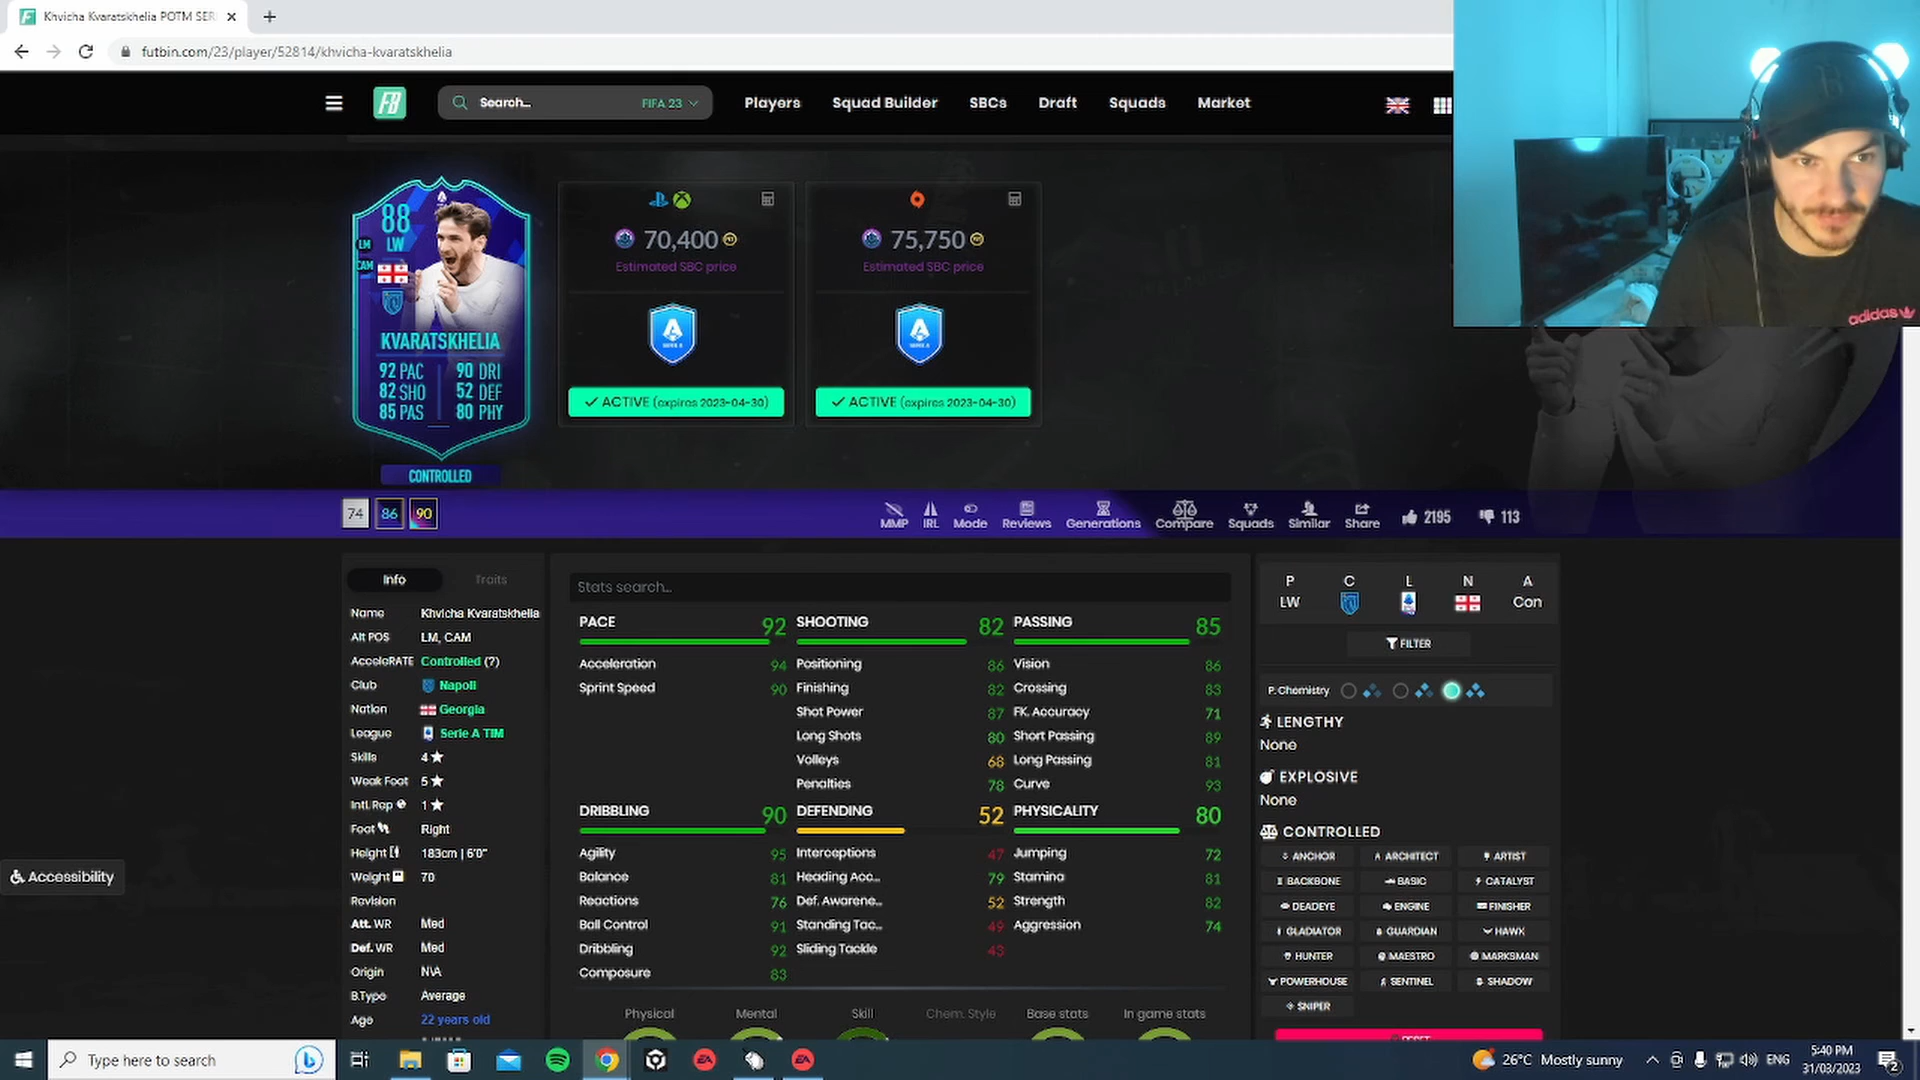 Khvicha Kvaratskhelia POTM SER
futbin.com/23/player/52814/khvicha-kvaratskhelia
FB Search... FIFA 23 Players Squad Builder SBCs Draft Squads Market
88
LW
LM
CAM
KVARATSKHELIA
92 PAC 90 DRI
82 SHO 52 DEF
85 PAS 80 PHY
CONTROLLED
70,400
Estimated SBC price
SERIE A
ACTIVE (expires 2023-04-30)
75,750
Estimated SBC price
SERIE A
ACTIVE (expires 2023-04-30)
adidas
74 86 90
MMP IRL Mode Reviews Generations Compare Squads Similar Share 2195 113
Info Traits
Name Khvicha Kvaratskhelia
Alt POS LM, CAM
AcceleRATE Controlled (?)
Club Napoli
Nation Georgia
League Serie A TIM
Skills 4
Weak Foot 5
Intl.Rep 1
Foot Right
Height 183cm | 6'0"
Weight 70
Revision
Att. WR Med
Def. WR Med
Origin N\A
B.Type Average
Age 22 years old
Stats search...
PACE 92
Acceleration 94
Sprint Speed 90
SHOOTING 82
Positioning 86
Finishing 82
Shot Power 87
Long Shots 80
Volleys 68
Penalties 78
PASSING 85
Vision 86
Crossing 83
FK. Accuracy 71
Short Passing 89
Long Passing 81
Curve 93
DRIBBLING 90
Agility 95
Balance 81
Reactions 76
Ball Control 91
Dribbling 92
Composure 83
DEFENDING 52
Interceptions 47
Heading Acc... 79
Def. Awarene... 52
Standing Tac... 49
Sliding Tackle 43
PHYSICALITY 80
Jumping 72
Stamina 81
Strength 82
Aggression 74
Physical Mental Skill Chem. Style Base stats In game stats
P C L N A
LW Con
FILTER
P. Chemistry
LENGTHY
None
EXPLOSIVE
None
CONTROLLED
ANCHOR ARCHITECT ARTIST
BACKBONE BASIC CATALYST
DEADEYE ENGINE FINISHER
GLADIATOR GUARDIAN HAWK
HUNTER MAESTRO MARKSMAN
POWERHOUSE SENTINEL SHADOW
SNIPER
Accessibility
Type here to search
26°C Mostly sunny ENG
5:40 PM
31/03/2023
2